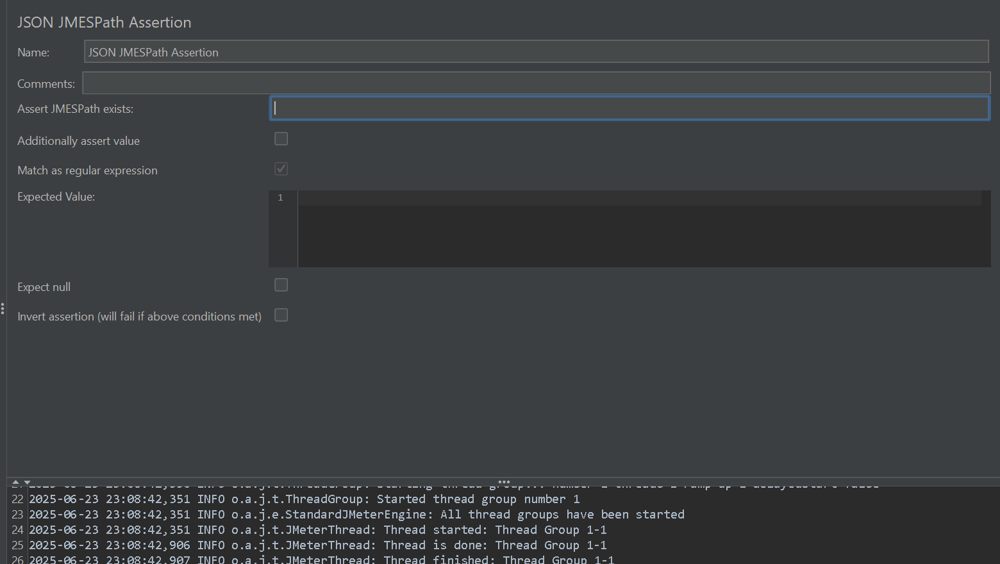 JSON JMESPath Assertion
Name: JSON JMESPath Assertion
Comments:
Assert JMESPath exists:
Additionally assert value
Match as regular expression
Expected Value:
1
Expect null
Invert assertion (will fail if above conditions met)
22 2025-06-23 23:08:42,351 INFO o.a.j.t.ThreadGroup: Started thread group number 1
23 2025-06-23 23:08:42,351 INFO o.a.j.e.StandardJMeterEngine: All thread groups have been started
24 2025-06-23 23:08:42,351 INFO o.a.j.t.JMeterThread: Thread started: Thread Group 1-1
25 2025-06-23 23:08:42,906 INFO o.a.j.t.JMeterThread: Thread is done: Thread Group 1-1
26 2025-06-23 23:08:42,907 INFO o.a.j.t.JMeterThread: Thread finished: Thread Group 1-1